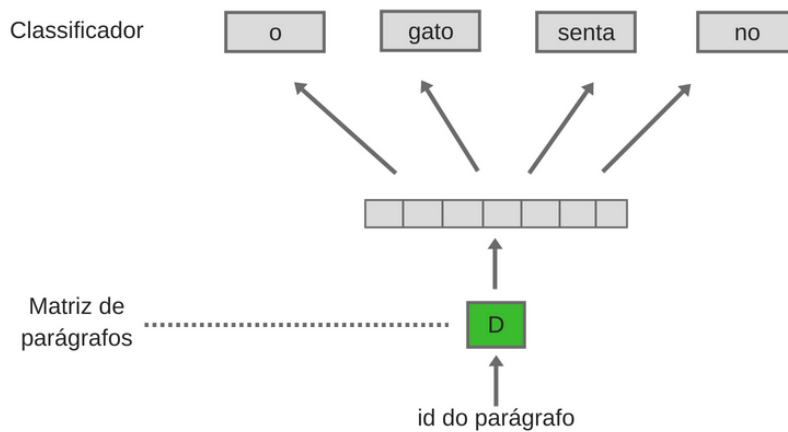 Classificador
o
gato
senta
no
Matriz de
parágrafos
D
id do parágrafo